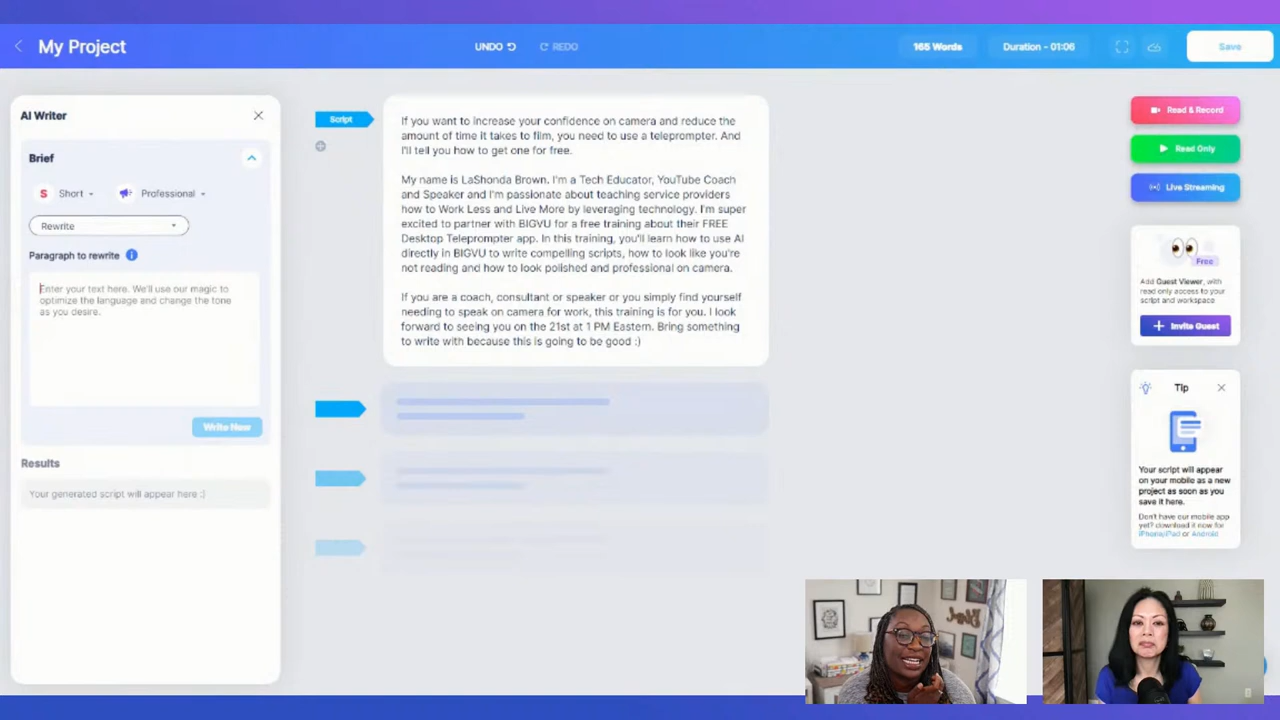 My Project
UNDO
REDO
165 Words
Duration - 01:06
Save
AI Writer
Brief
S Short
Professional
Rewrite
Paragraph to rewrite
Enter your text here. We'll use our magic to
optimize the language and change the tone
as you desire.
Write Now
Results
Your generated script will appear here :)
Script
If you want to increase your confidence on camera and reduce the
amount of time it takes to film, you need to use a teleprompter. And
I'll tell you how to get one for free.
My name is LaShonda Brown. I'm a Tech Educator, YouTube Coach
and Speaker and I'm passionate about teaching service providers
how to Work Less and Live More by leveraging technology. I'm super
excited to partner with BIGVU for a free training about their FREE
Desktop Teleprompter app. In this training, you'll learn how to use AI
directly in BIGVU to write compelling scripts, how to look like you're
not reading and how to look polished and professional on camera.
If you are a coach, consultant or speaker or you simply find yourself
needing to speak on camera for work, this training is for you. I look
forward to seeing you on the 21st at 1 PM Eastern. Bring something
to write with because this is going to be good :)
Read & Record
Read Only
Live Streaming
Free
Add Guest Viewer, with
read only access to your
script and workspace
+ Invite Guest
Tip
Your script will appear
on your mobile as a new
project as soon as you
save it here.
Don't have our mobile app
yet? download it now for
iPhone/iPad or Android